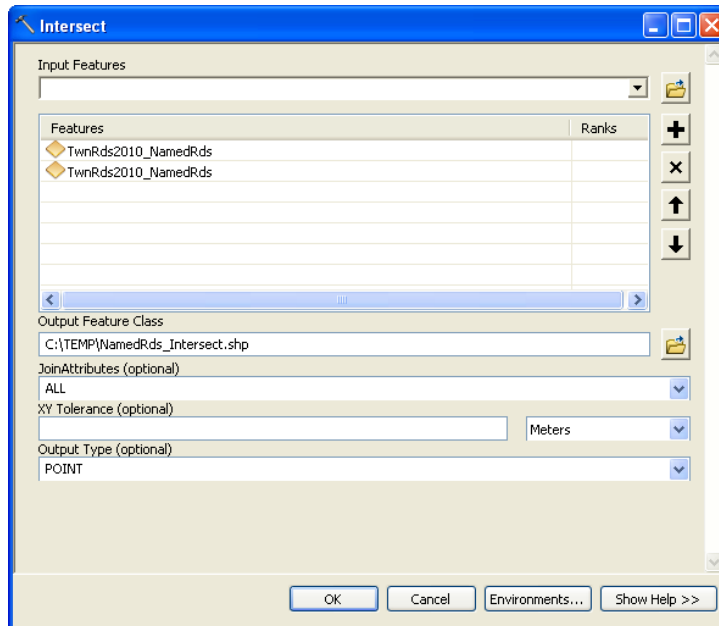 Intersect
Input Features
Features Ranks
TwnRds2010_NamedRds
TwnRds2010_NamedRds
Output Feature Class
C:\TEMP\NamedRds_Intersect.shp
JoinAttributes (optional)
ALL
XY Tolerance (optional)
Meters
Output Type (optional)
POINT
OK Cancel Environments... Show Help >>